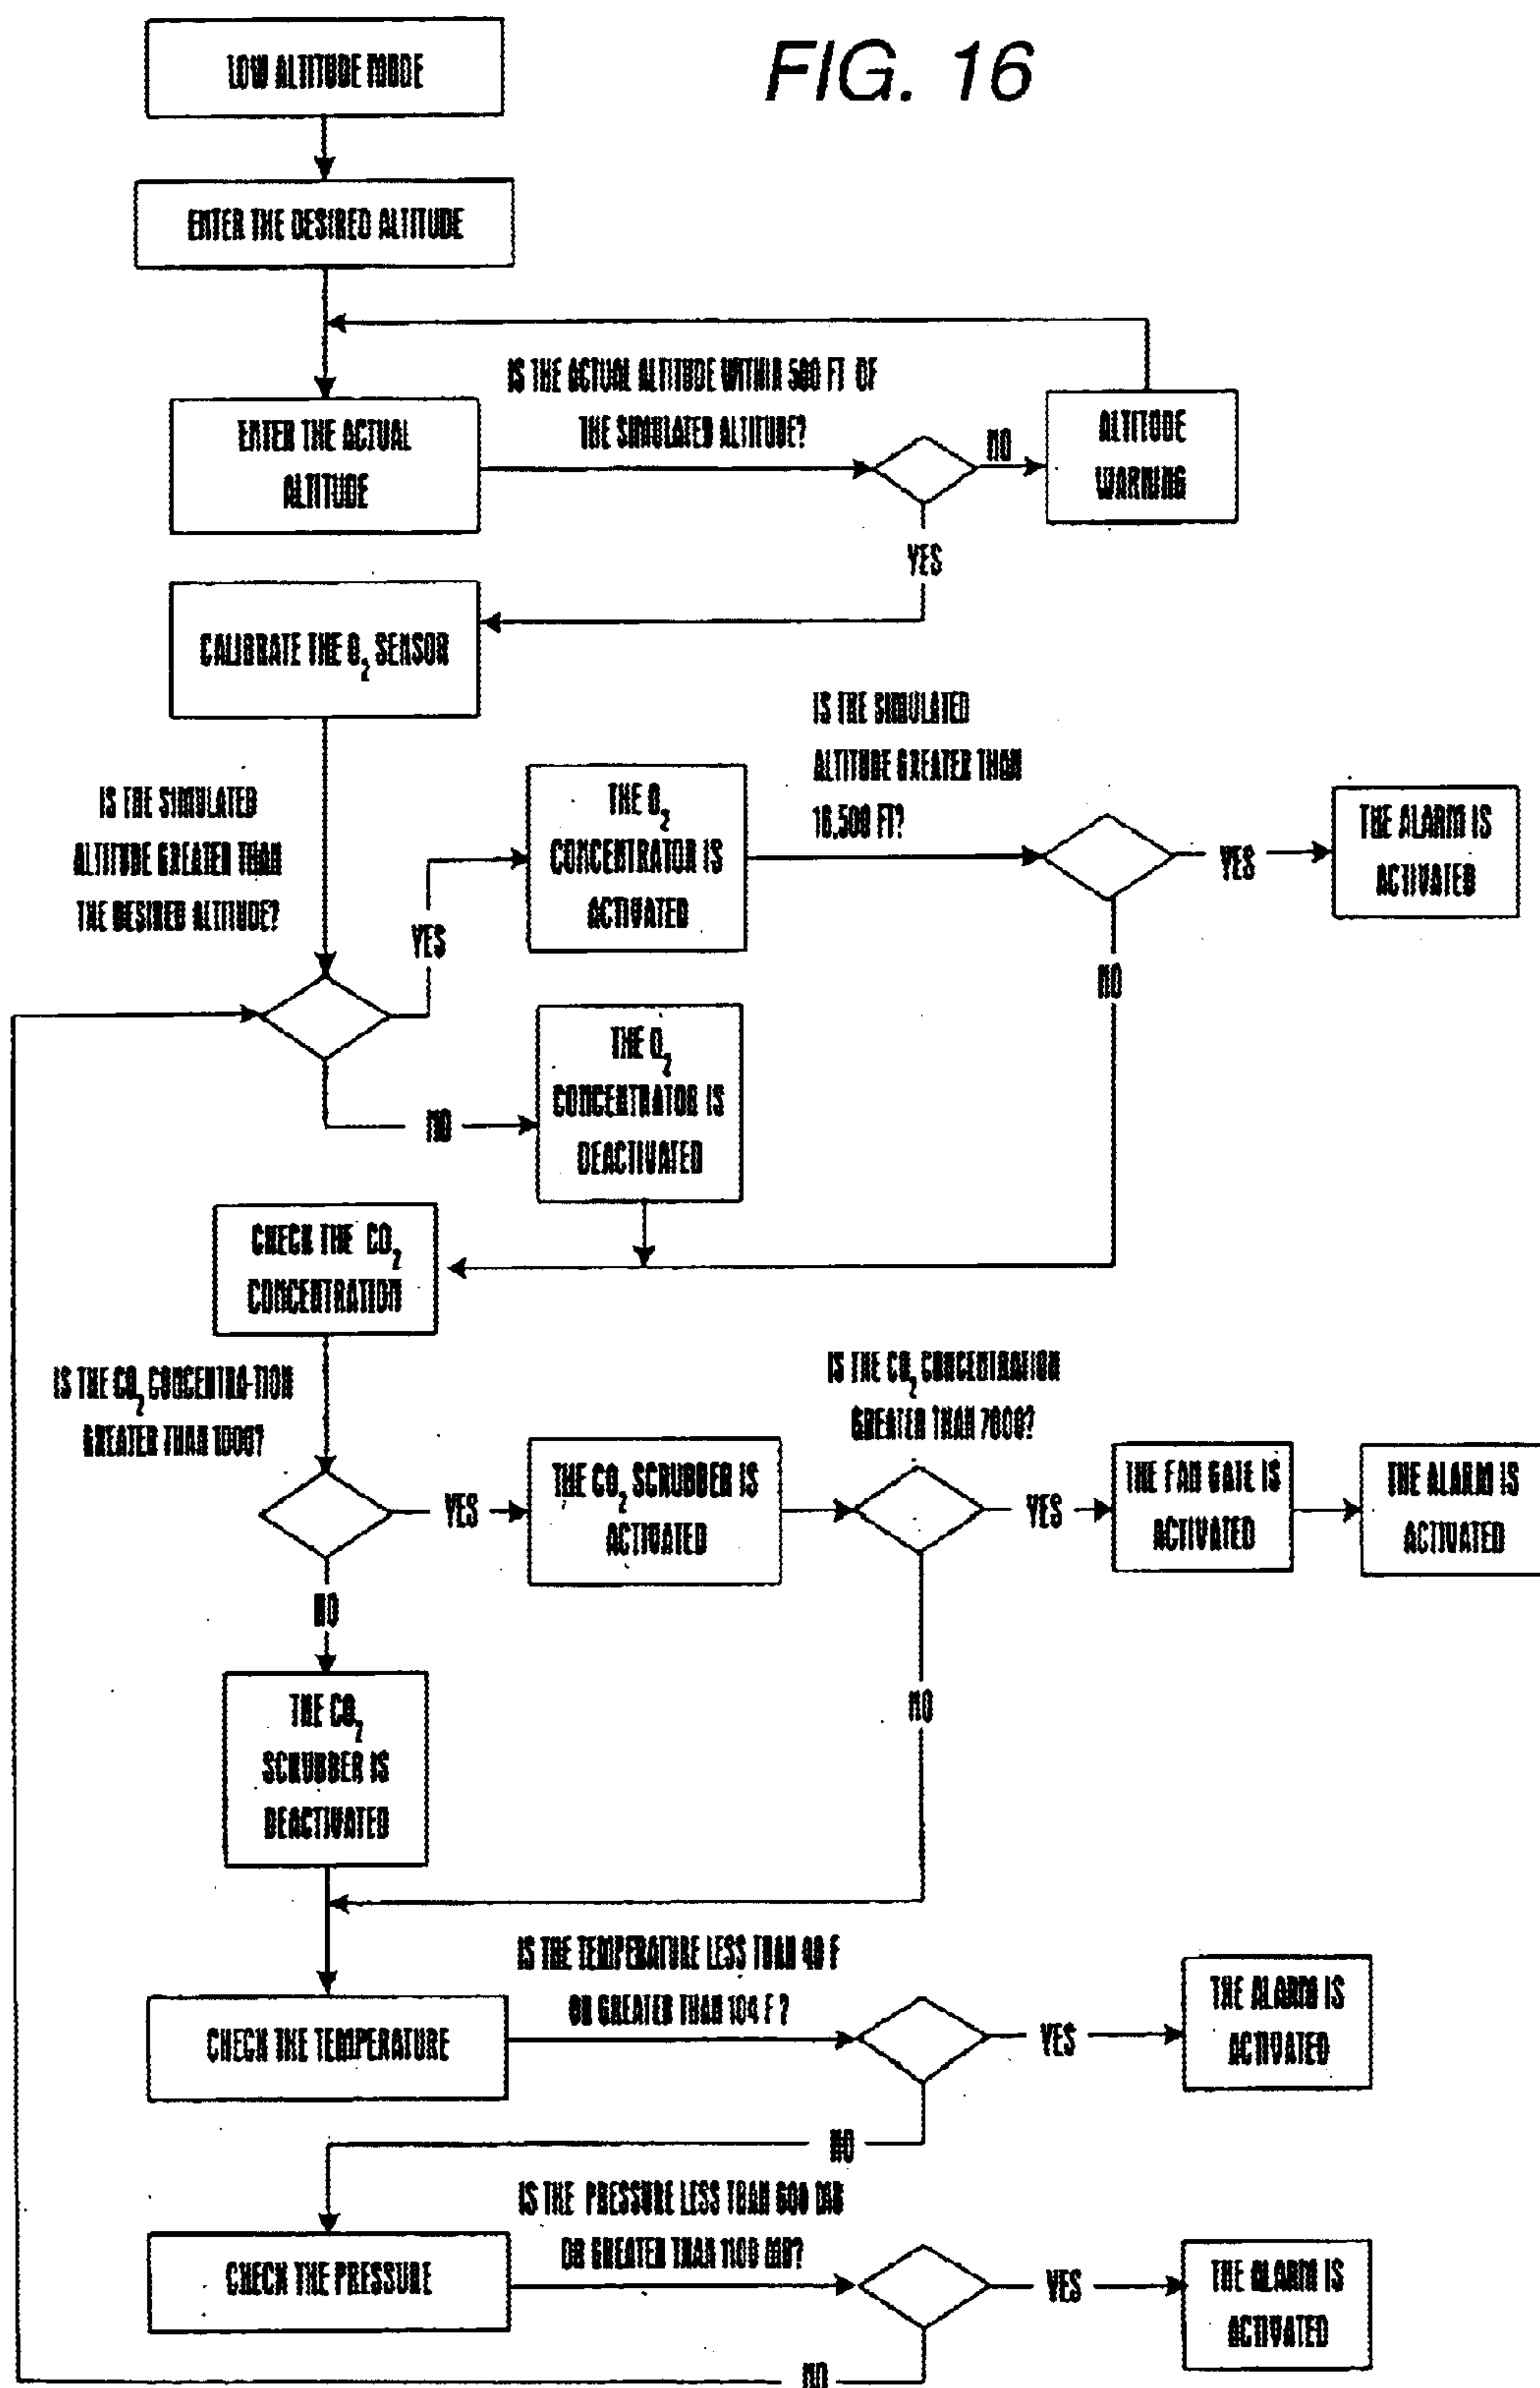 FIG. 16
LOW ALTITUDE MODE
ENTER THE DESIRED ALTITUDE
IS THE ACTUAL ALTITUDE WITHIN 500 FT OF
THE SIMULATED ALTITUDE?
ENTER THE ACTUAL
ALTITUDE
NO
ALTITUDE
WARNING
YES
CALIBRATE THE O2 SENSOR
IS THE SIMULATED
ALTITUDE GREATER THAN
THE DESIRED ALTITUDE?
YES
THE O2
CONCENTRATOR IS
ACTIVATED
IS THE SIMULATED
ALTITUDE GREATER THAN
FT?
YES
THE ALARM IS
ACTIVATED
NO
NO
THE O2
CONCENTRATOR IS
DEACTIVATED
CHECK THE CO2
CONCENTRATION
IS THE CO2 CONCENTRA-TION
GREATER THAN 1000?
YES
THE CO2 SCRUBBER IS
ACTIVATED
IS THE CO2 CONCENTRATION
GREATER THAN 7000?
YES
THE FAN GATE IS
ACTIVATED
THE ALARM IS
ACTIVATED
NO
THE CO2
SCRUBBER IS
DEACTIVATED
NO
IS THE TEMPERATURE LESS THAN F
OR GREATER THAN 104 F ?
CHECK THE TEMPERATURE
YES
THE ALARM IS
ACTIVATED
NO
IS THE PRESSURE LESS THAN 600
OR GREATER THAN 1100 MB?
CHECK THE PRESSURE
YES
THE ALARM IS
ACTIVATED
NO